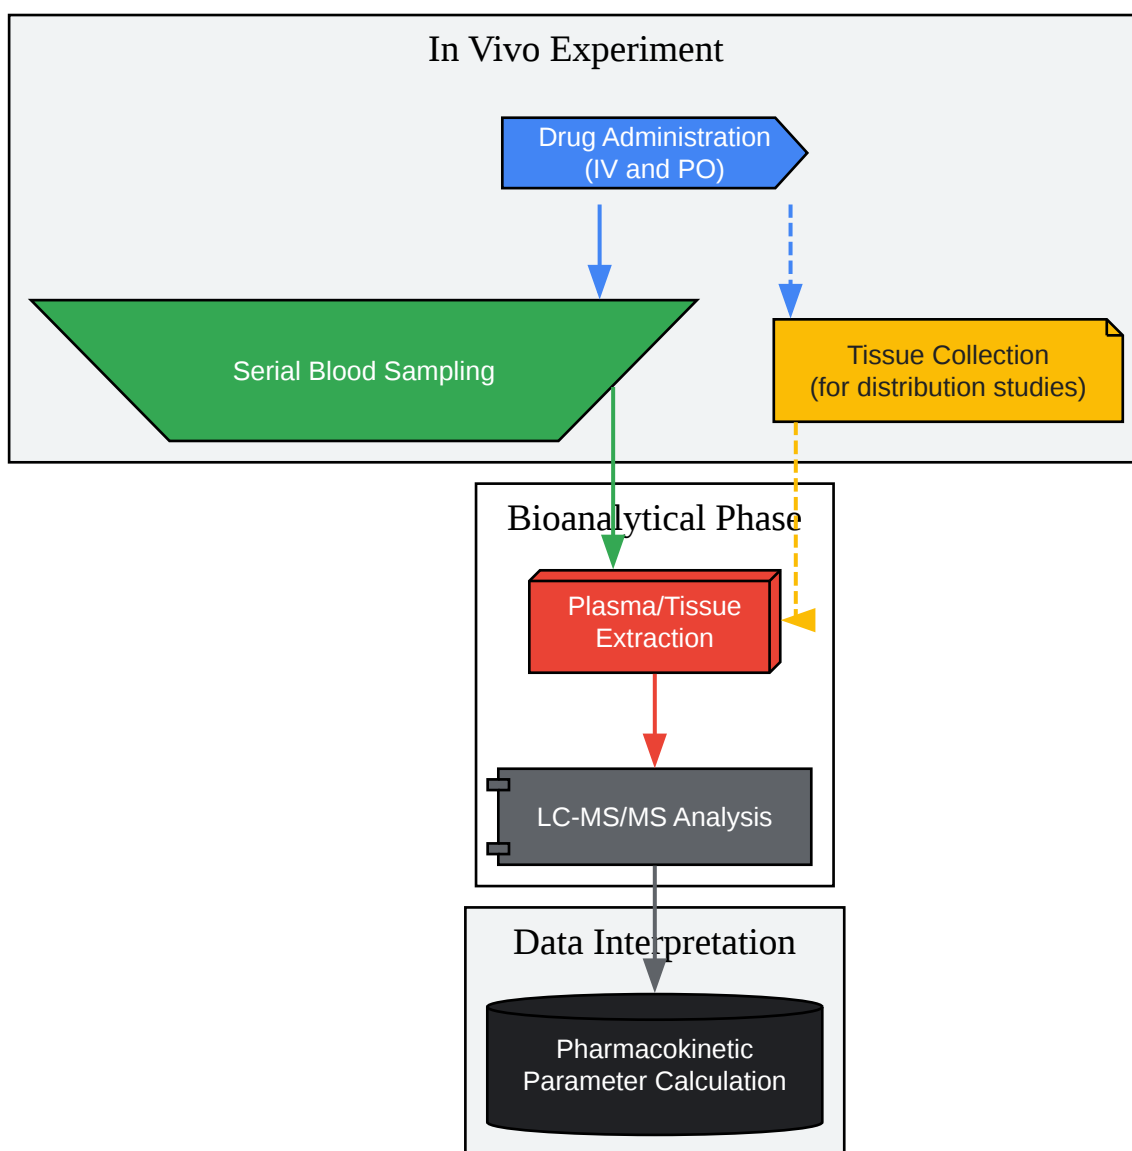 In Vivo Experiment
Drug Administration
(IV and PO)
Serial Blood Sampling
Tissue Collection
(for distribution studies)
Bioanalytical Phase
Plasma/Tissue
Extraction
LC-MS/MS Analysis
Data Interpretation
Pharmacokinetic
Parameter Calculation